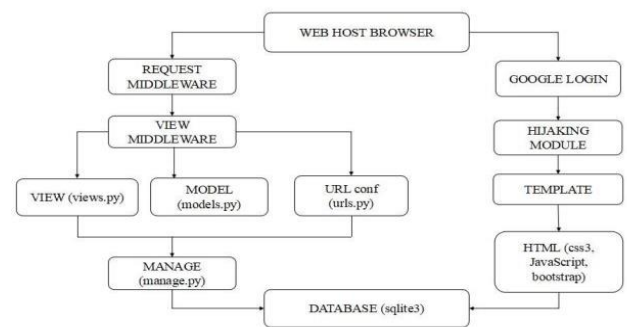 WEB HOST BROWSER
REQUEST
MIDDLEWARE
GOOGLE LOGIN
VIEW
MIDDLEWARE
HIJAKING
MODULE
VIEW (views.py)
MODEL
(models.py)
URL conf
(urls.py)
TEMPLATE
HTML (css3,
JavaScript,
bootstrap)
MANAGE
(manage.py)
DATABASE (sqlite3)